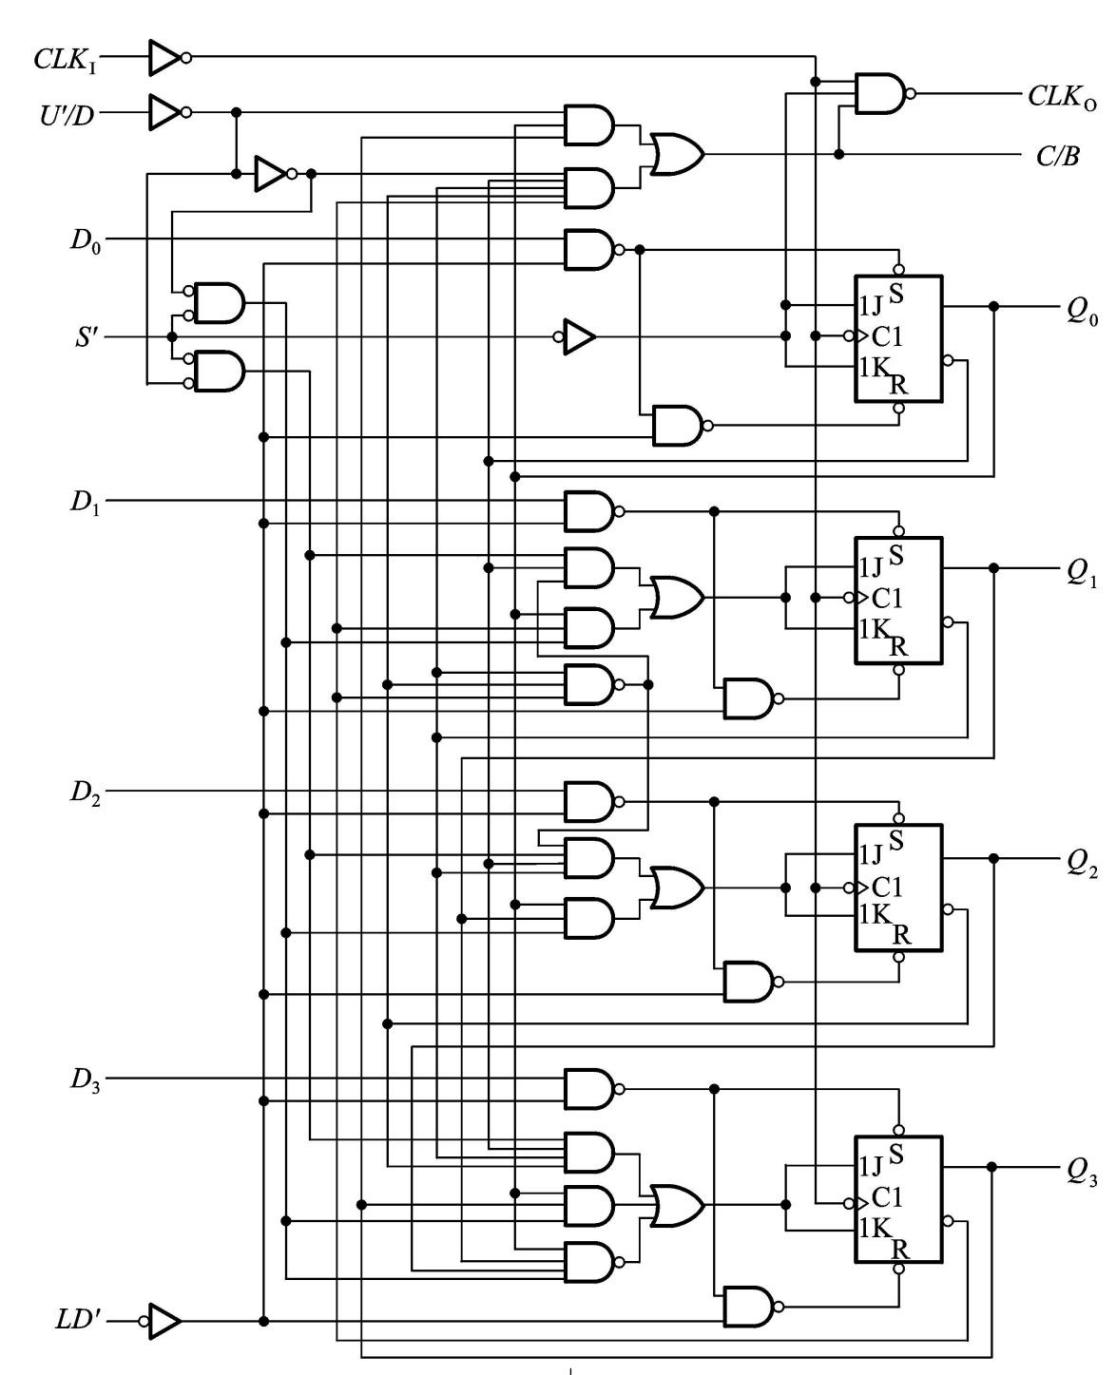 CLK_I
U'/D
CLK_O
C/B
D_0
S
1J
C1
1K
R
Q_0
S'
D_1
S
1J
C1
1K
R
Q_1
D_2
S
1J
C1
1K
R
Q_2
D_3
S
1J
C1
1K
R
Q_3
LD'